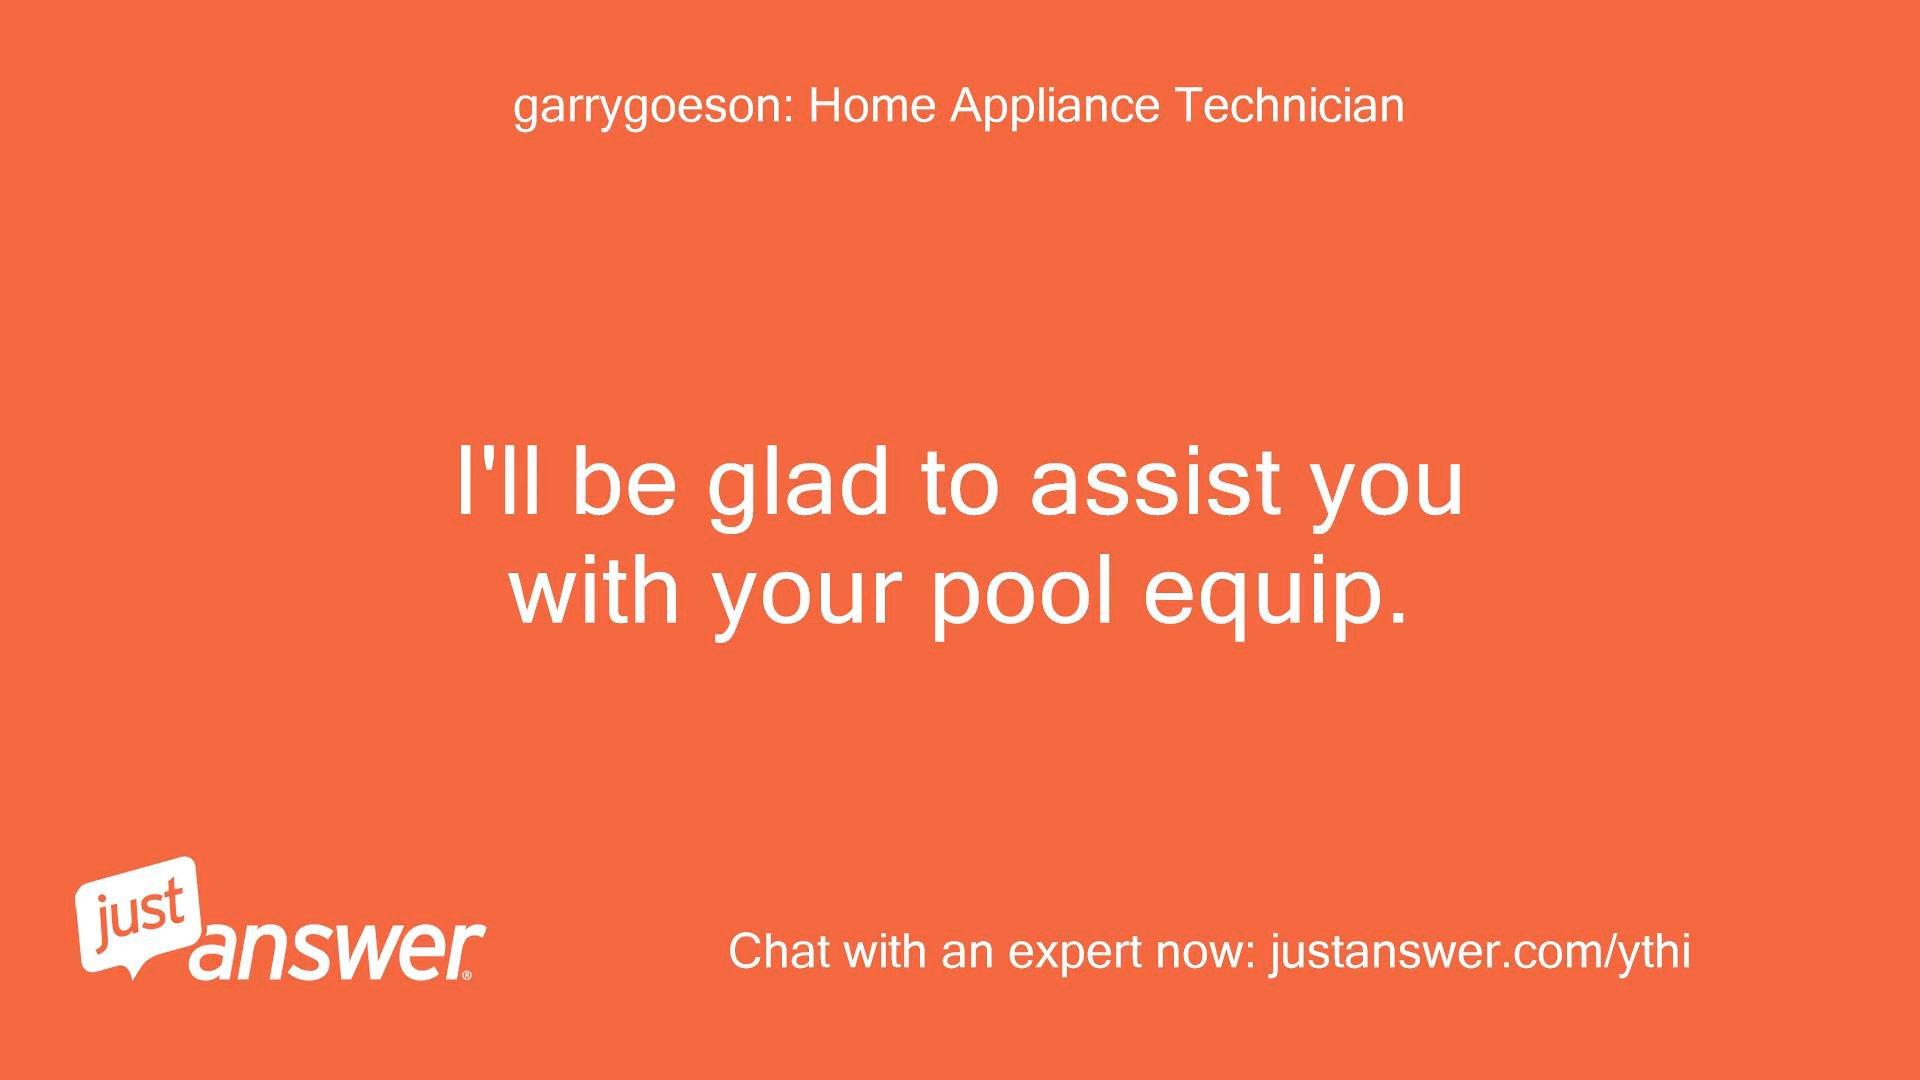 garrygoeson: Home Appliance Technician
I'll be glad to assist you
with your pool equip.
just
answer®
Chat with an expert now: justanswer.com/ythi